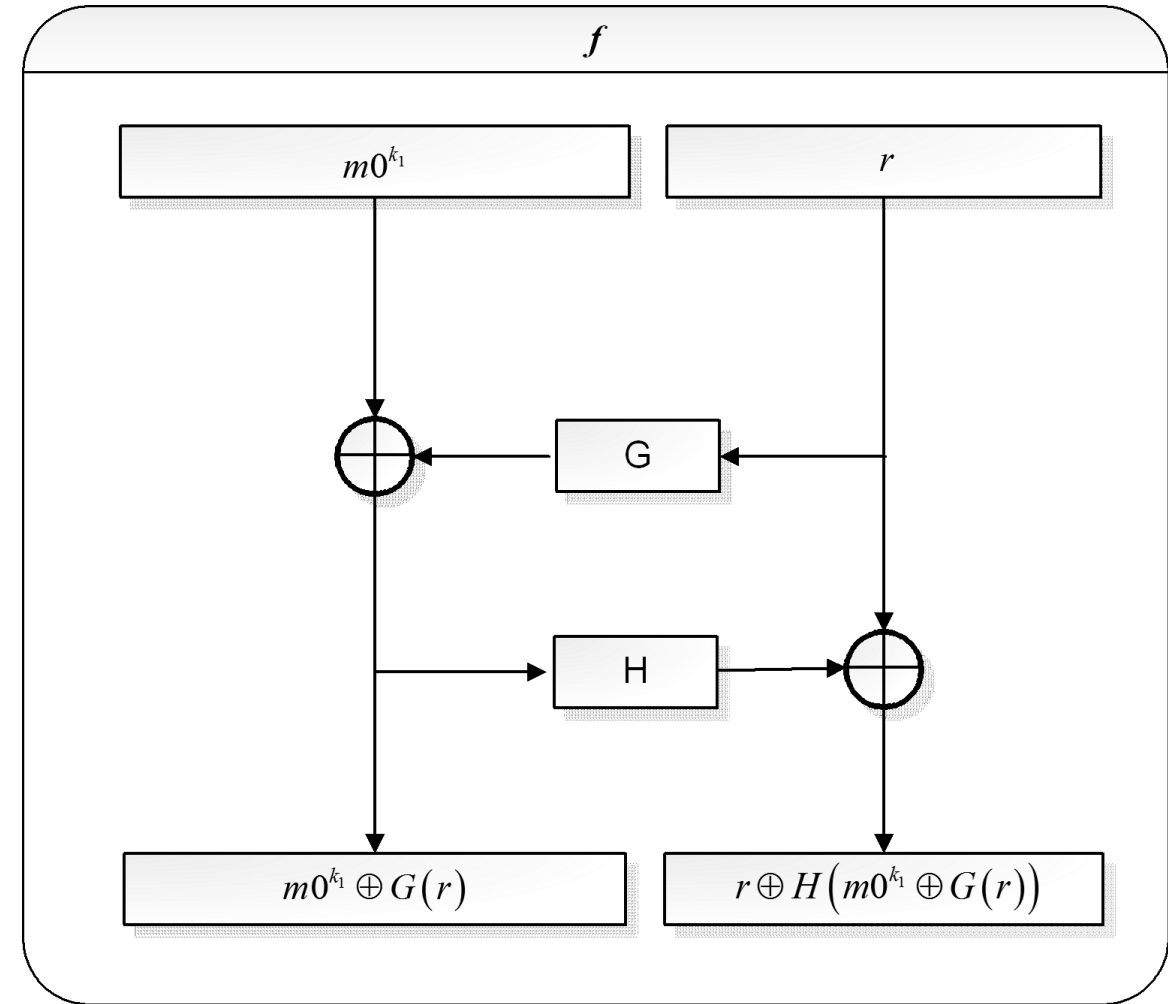 f
m0^{k_1}
r
G
H
m0^{k_1} ⊕ G(r)
r ⊕ H(m0^{k_1} ⊕ G(r))